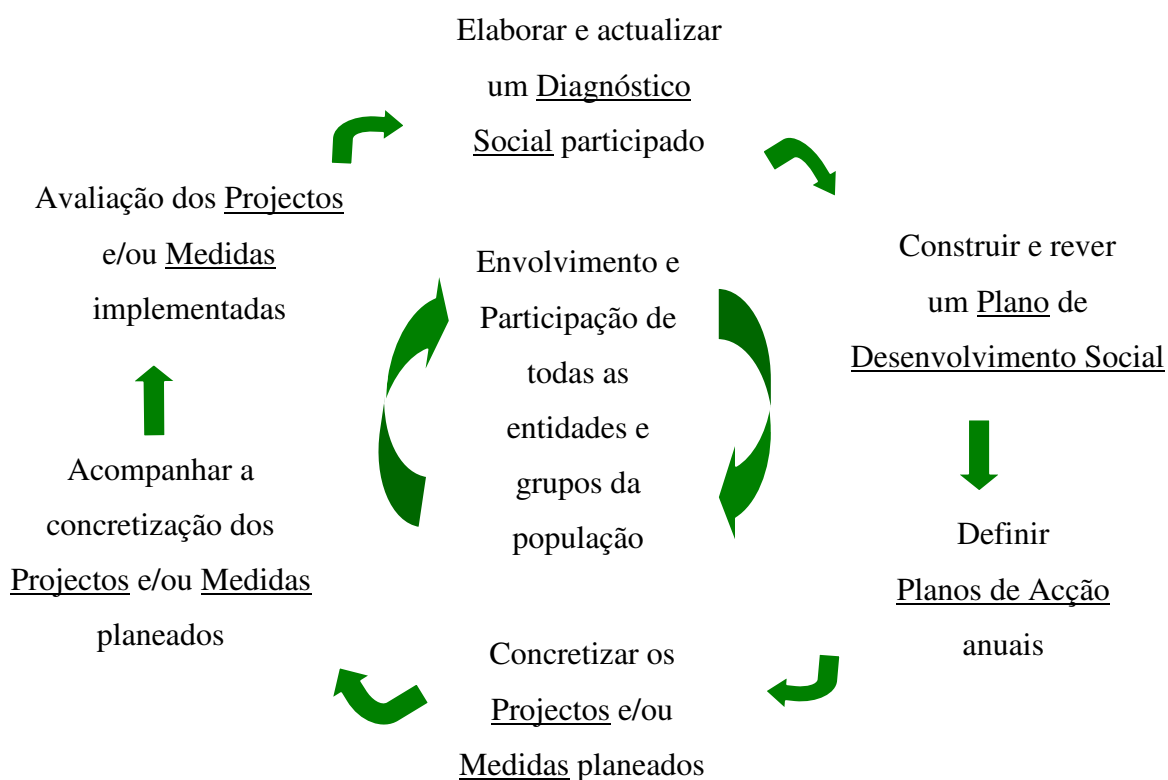 Elaborar e actualizar
um Diagnóstico
Social participado
Construir e rever
um Plano de
Desenvolvimento Social
Definir
Planos de Acção
anuais
Concretizar os
Projectos e/ou
Medidas planeados
Acompanhar a
concretização dos
Projectos e/ou Medidas
planeados
Avaliação dos Projectos
e/ou Medidas
implementadas
Envolvimento e
Participação de
todas as
entidades e
grupos da
população